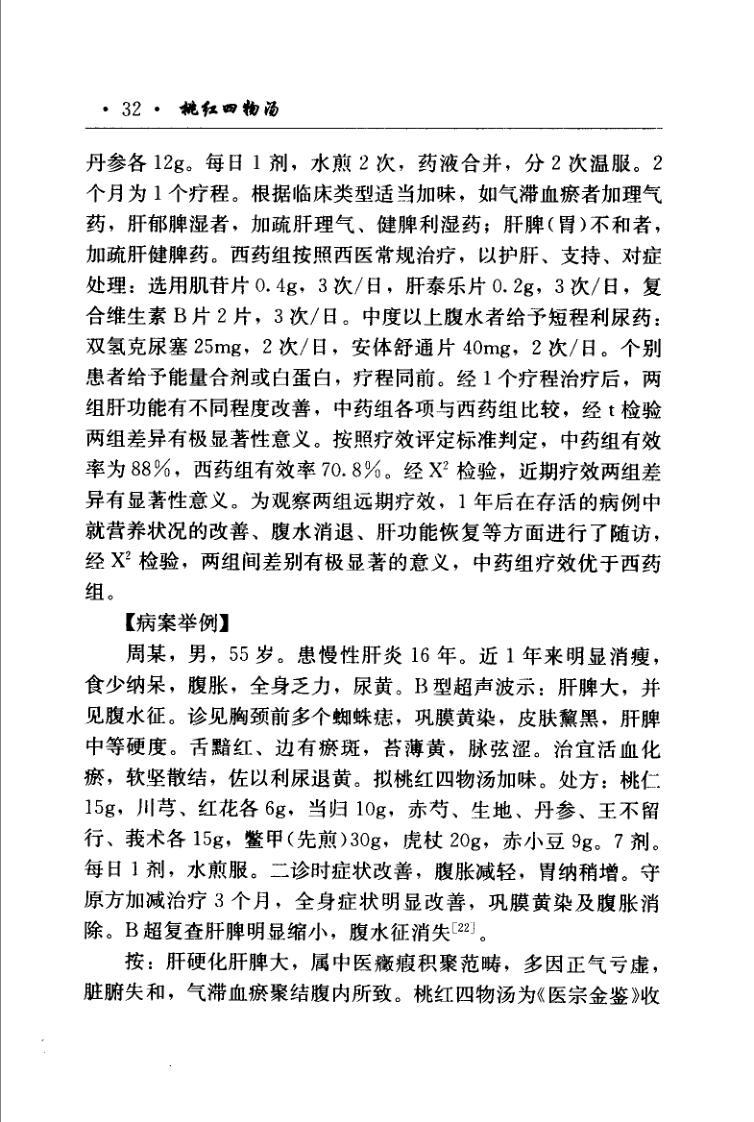 · 32 · 桃红四物汤
丹参各 12g。每日 1 剂，水煎 2 次，药液合并，分 2 次温服。2
个月为 1 个疗程。根据临床类型适当加味，如气滞血瘀者加理气
药，肝郁脾湿者，加疏肝理气、健脾利湿药；肝脾(胃)不和者，
加疏肝健脾药。西药组按照西医常规治疗，以护肝、支持、对症
处理：选用肌苷片 0.4g，3 次/日，肝泰乐片 0.2g，3 次/日，复
合维生素 B 片 2 片，3 次/日。中度以上腹水者给予短程利尿药：
双氢克尿塞 25mg，2 次/日，安体舒通片 40mg，2 次/日。个别
患者给予能量合剂或白蛋白，疗程同前。经 1 个疗程治疗后，两
组肝功能有不同程度改善，中药组各项与西药组比较，经 t 检验
两组差异有极显著性意义。按照疗效评定标准判定，中药组有效
率为 88%，西药组有效率 70.8%。经 X² 检验，近期疗效两组差
异有显著性意义。为观察两组远期疗效，1 年后在存活的病例中
就营养状况的改善、腹水消退、肝功能恢复等方面进行了随访，
经 X² 检验，两组间差别有极显著的意义，中药组疗效优于西药
组。
【病案举例】
周某，男，55 岁。患慢性肝炎 16 年。近 1 年来明显消瘦，
食少纳呆，腹胀，全身乏力，尿黄。B 型超声波示：肝脾大，并
见腹水征。诊见胸颈前多个蜘蛛痣，巩膜黄染，皮肤黧黑，肝脾
中等硬度。舌黯红、边有瘀斑，苔薄黄，脉弦涩。治宜活血化
瘀，软坚散结，佐以利尿退黄。拟桃红四物汤加味。处方：桃仁
15g，川芎、红花各 6g，当归 10g，赤芍、生地、丹参、王不留
行、莪术各 15g，鳖甲(先煎)30g，虎杖 20g，赤小豆 9g。7 剂。
每日 1 剂，水煎服。二诊时症状改善，腹胀减轻，胃纳稍增。守
原方加减治疗 3 个月，全身症状明显改善，巩膜黄染及腹胀消
除。B 超复查肝脾明显缩小，腹水征消失[22]。
按：肝硬化肝脾大，属中医癥瘕积聚范畴，多因正气亏虚，
脏腑失和，气滞血瘀聚结腹内所致。桃红四物汤为《医宗金鉴》收